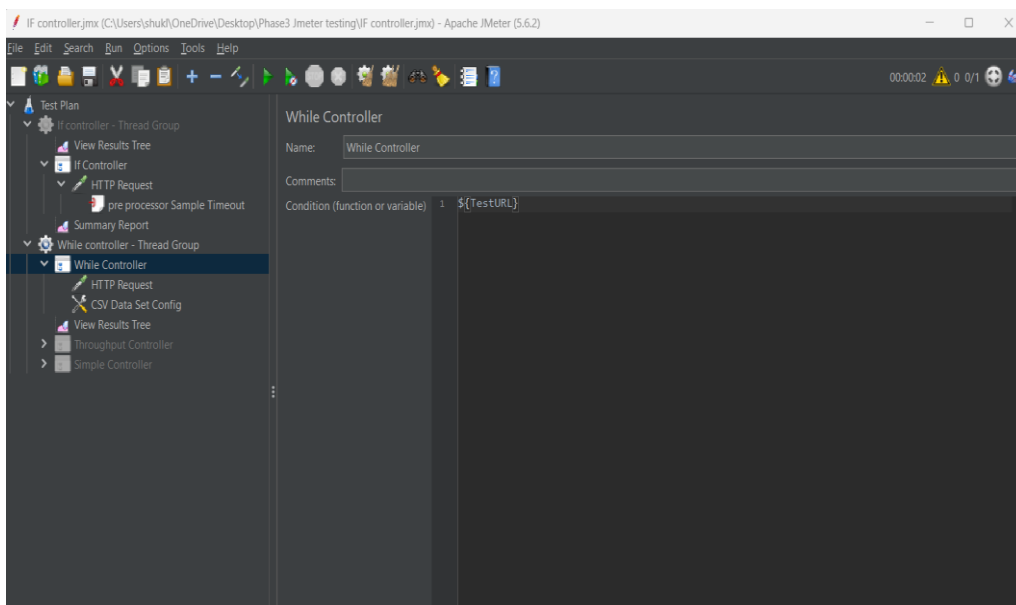 IF controller.jmx (C:\Users\shukl\OneDrive\Desktop\Phase3 Jmeter testing\IF controller.jmx) - Apache JMeter (5.6.2)
File Edit Search Run Options Tools Help
00:00:02 0 0/1
Test Plan
If controller - Thread Group
View Results Tree
If Controller
HTTP Request
pre processor Sample Timeout
Summary Report
While controller - Thread Group
While Controller
HTTP Request
CSV Data Set Config
View Results Tree
Throughput Controller
Simple Controller
While Controller
Name: While Controller
Comments:
Condition (function or variable) 1 ${TestURL}